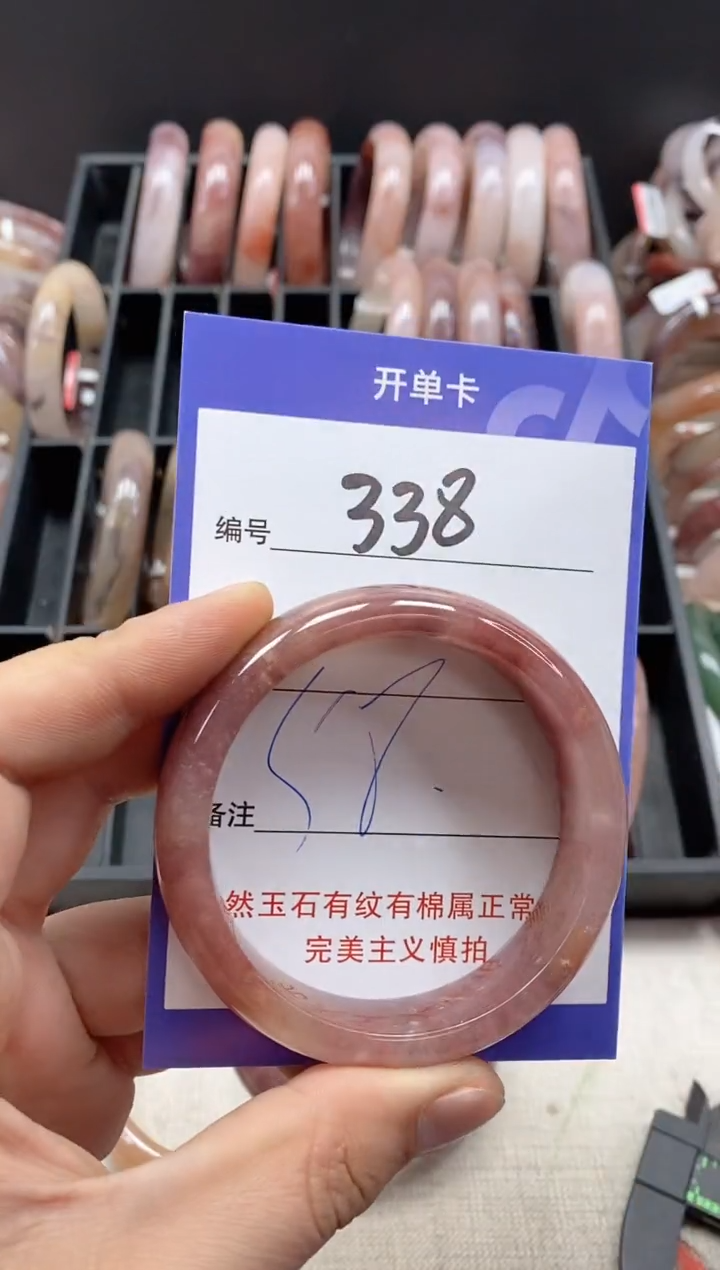 开单卡
编号 338
57.
备注
然玉石有纹有棉属正常
完美主义慎拍